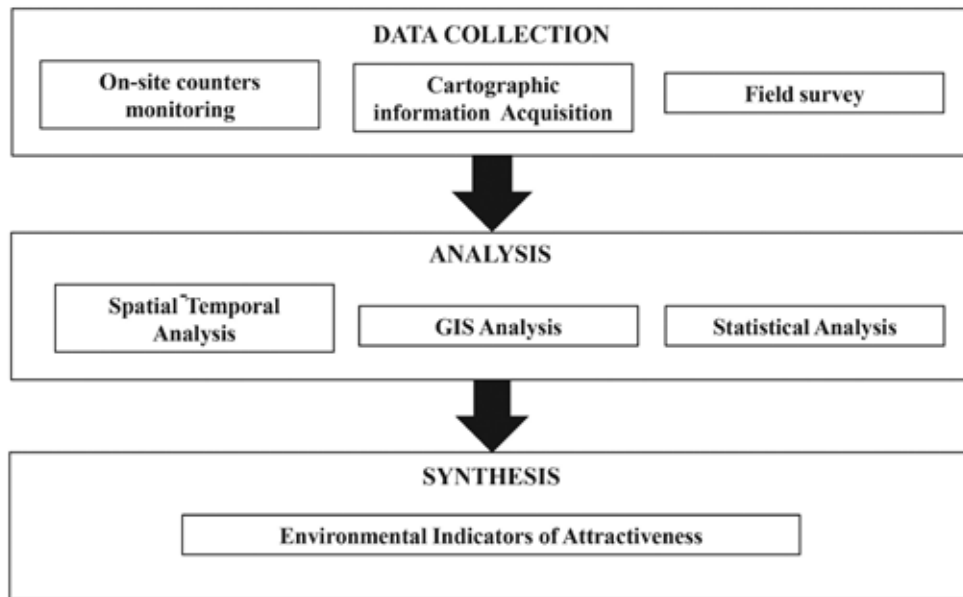 DATA COLLECTION
On-site counters
monitoring
Cartographic
information Acquisition
Field survey
ANALYSIS
Spatial-Temporal
Analysis
GIS Analysis
Statistical Analysis
SYNTHESIS
Environmental Indicators of Attractiveness